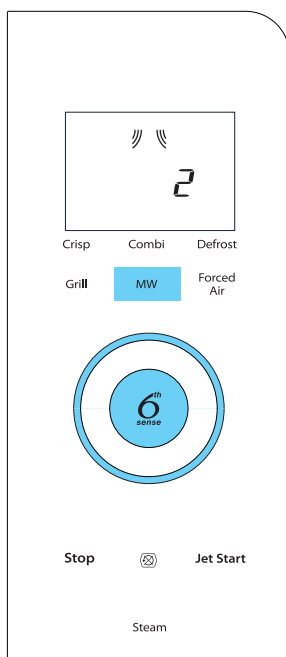 2
Crisp Combi Defrost
Grill MW Forced
Air
6th
sense
Stop Jet Start
Steam